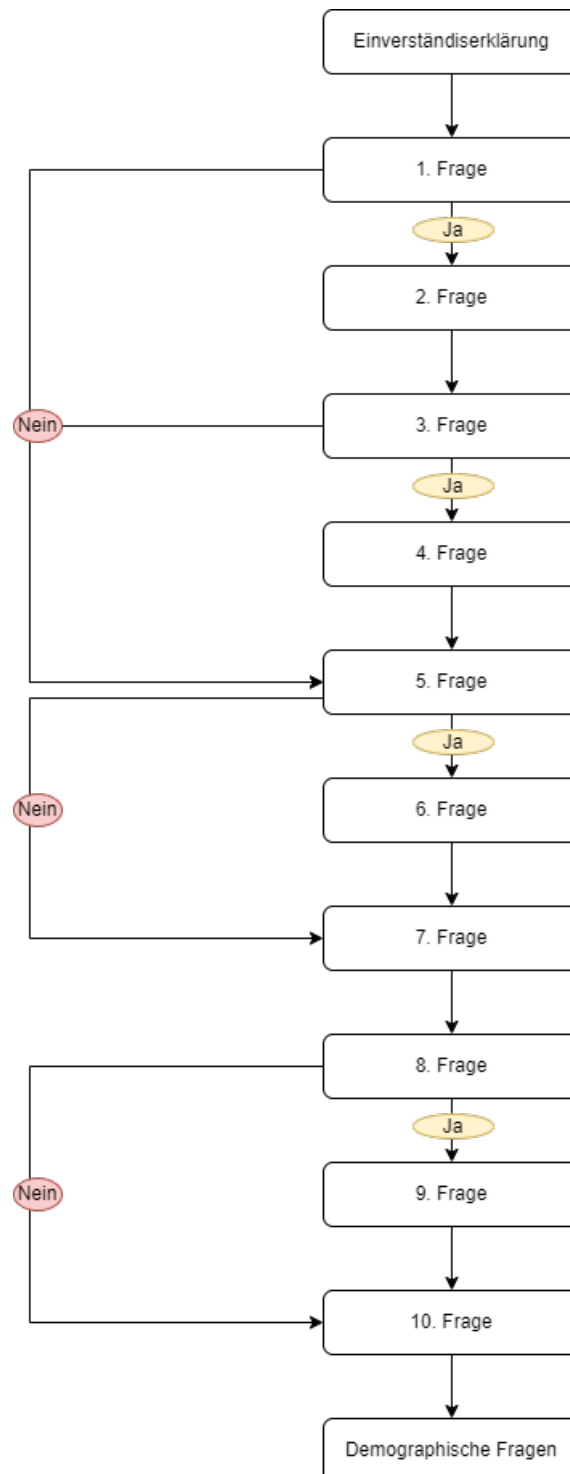 Einverständiserklärung
1. Frage
Ja
2. Frage
Nein
3. Frage
Ja
4. Frage
5. Frage
Ja
Nein
6. Frage
7. Frage
8. Frage
Ja
Nein
9. Frage
10. Frage
Demographische Fragen